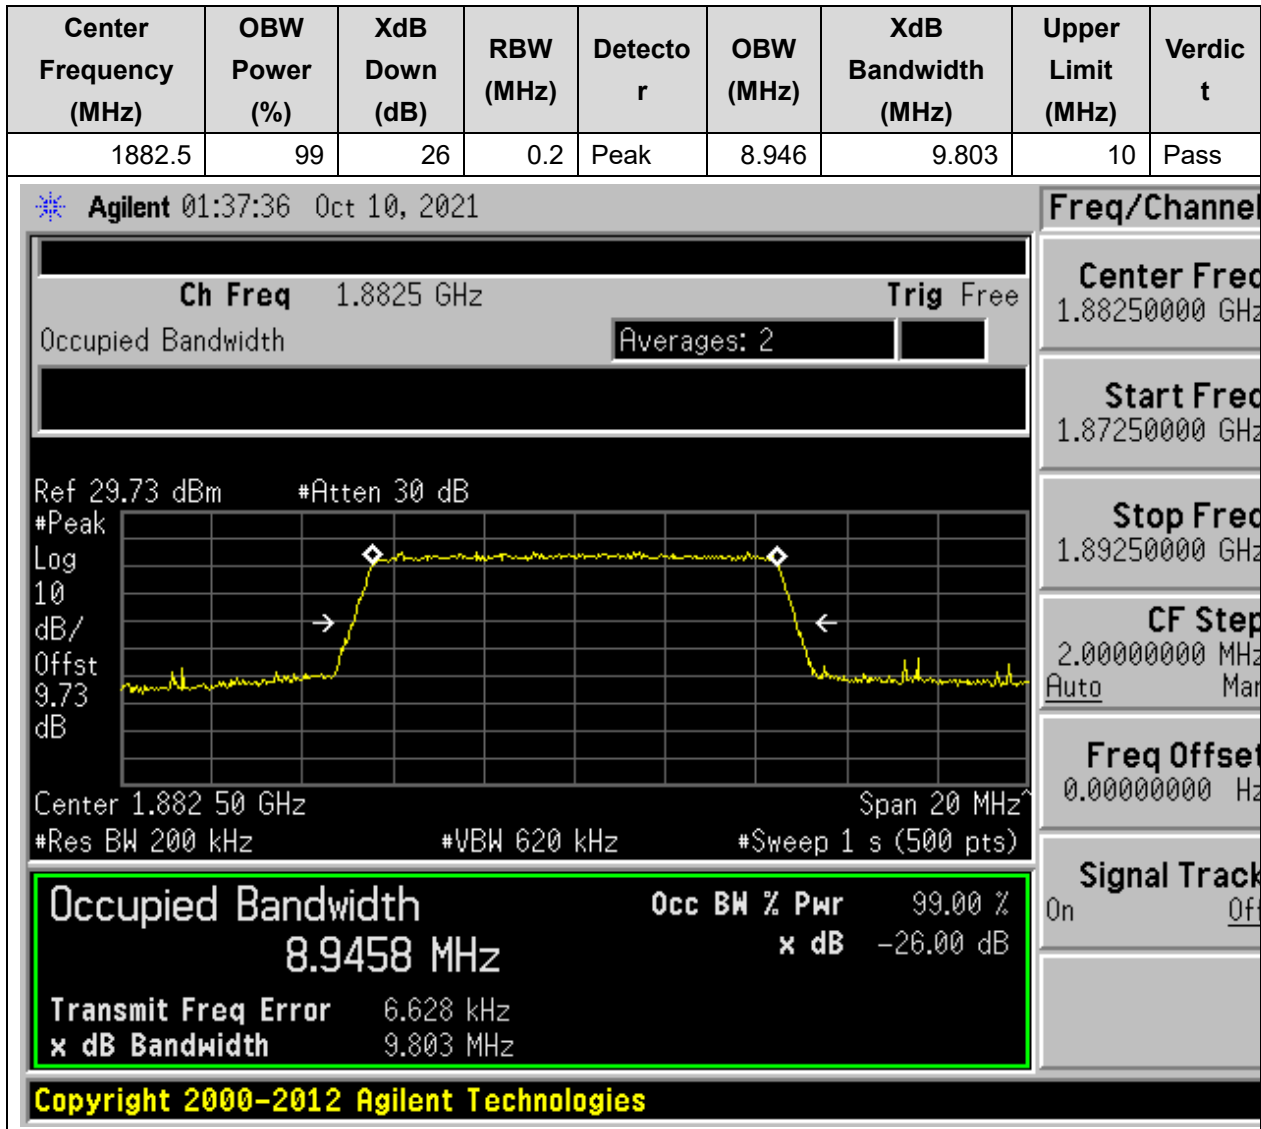 Center Frequency (MHz) OBW Power (%) XdB Down (dB) RBW (MHz) Detector OBW (MHz) XdB Bandwidth (MHz) Upper Limit (MHz) Verdict
1882.5 99 26 0.2 Peak 8.946 9.803 10 Pass
Agilent 01:37:36 Oct 10, 2021
Freq/Channel
Ch Freq 1.8825 GHz Trig Free
Occupied Bandwidth Averages: 2
Center Freq
1.88250000 GHz
Start Freq
1.87250000 GHz
Stop Freq
1.89250000 GHz
CF Step
2.00000000 MHz
Auto Man
Freq Offset
0.00000000 Hz
Signal Track
On Off
Ref 29.73 dBm #Atten 30 dB
#Peak
Log
10
dB/
Offst
9.73
dB
Center 1.882 50 GHz Span 20 MHz^
#Res BW 200 kHz #VBW 620 kHz #Sweep 1 s (500 pts)
Occupied Bandwidth Occ BW % Pwr 99.00 %
8.9458 MHz x dB -26.00 dB
Transmit Freq Error 6.628 kHz
x dB Bandwidth 9.803 MHz
Copyright 2000-2012 Agilent Technologies